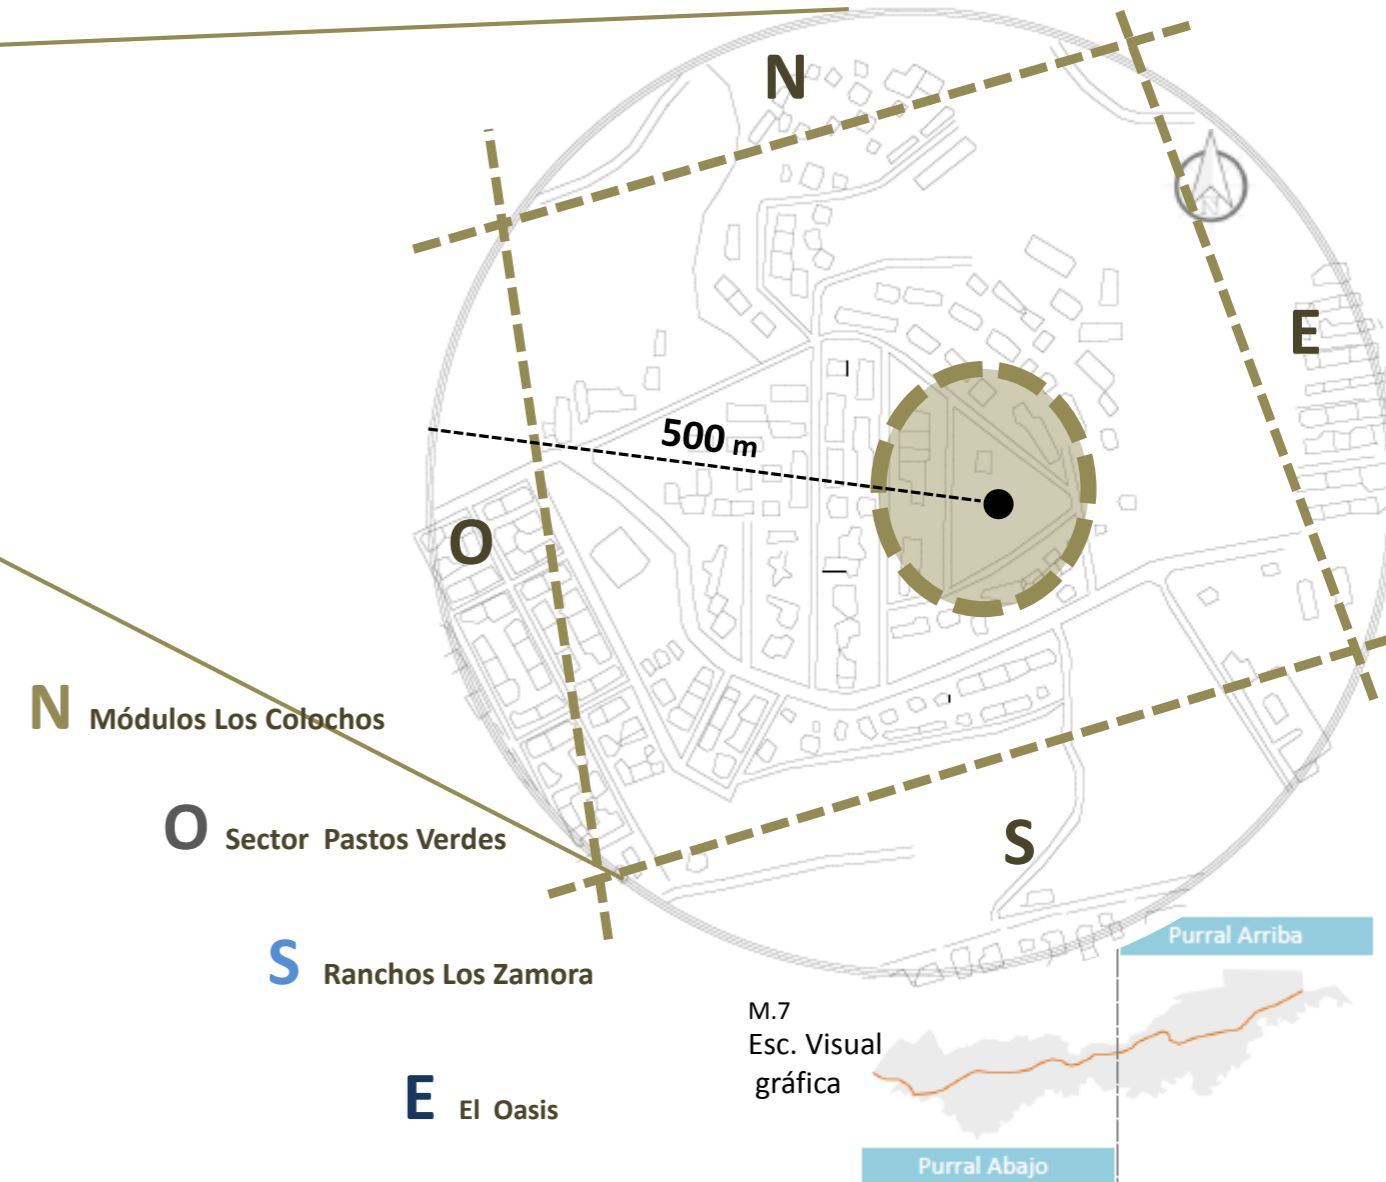 N
N
E
500 m
O
N Módulos Los Colochos
O Sector Pastos Verdes
S
S Ranchos Los Zamora
Purral Arriba
M.7
Esc. Visual
gráfica
E El Oasis
Purral Abajo